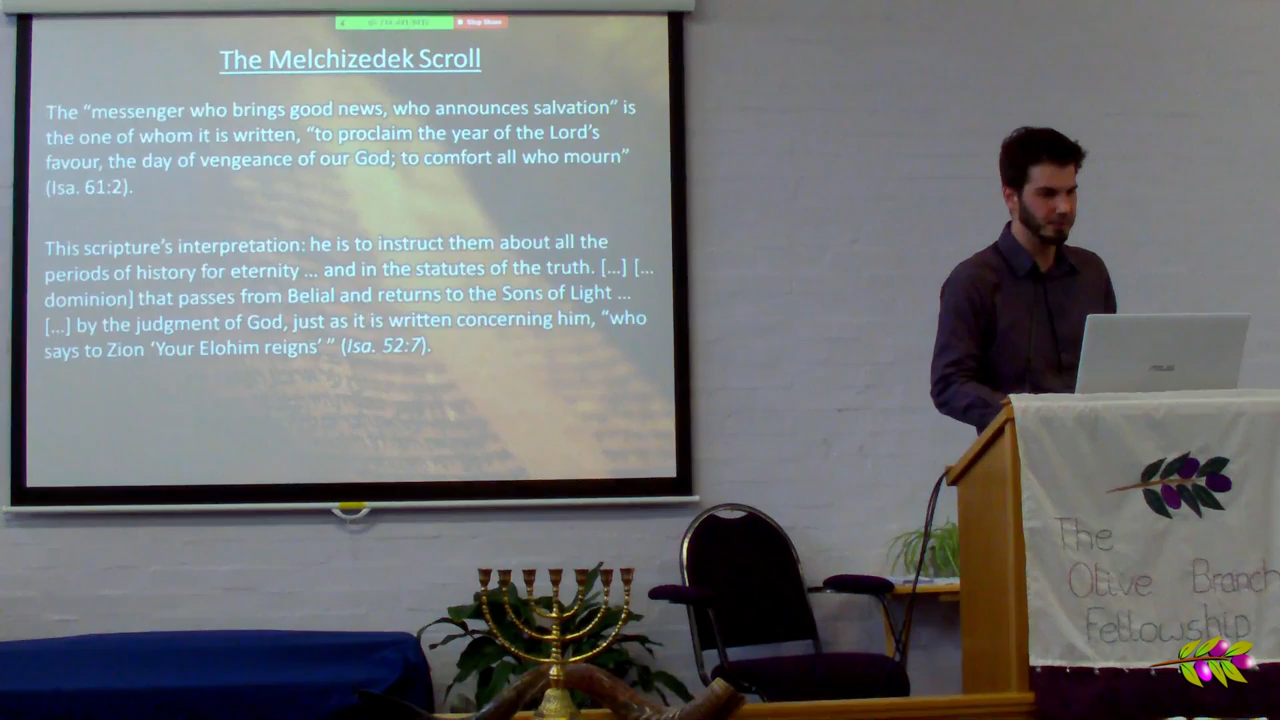 Stop Share
The Melchizedek Scroll
The “messenger who brings good news, who announces salvation” is
the one of whom it is written, “to proclaim the year of the Lord’s
favour, the day of vengeance of our God; to comfort all who mourn”
(Isa. 61:2).
This scripture’s interpretation: he is to instruct them about all the
periods of history for eternity ... and in the statutes of the truth. [...] [...
dominion] that passes from Belial and returns to the Sons of Light ...
[...] by the judgment of God, just as it is written concerning him, “who
says to Zion ‘Your Elohim reigns’ ” (Isa. 52:7).
ASUS
The
Olive Branch
Fellowship